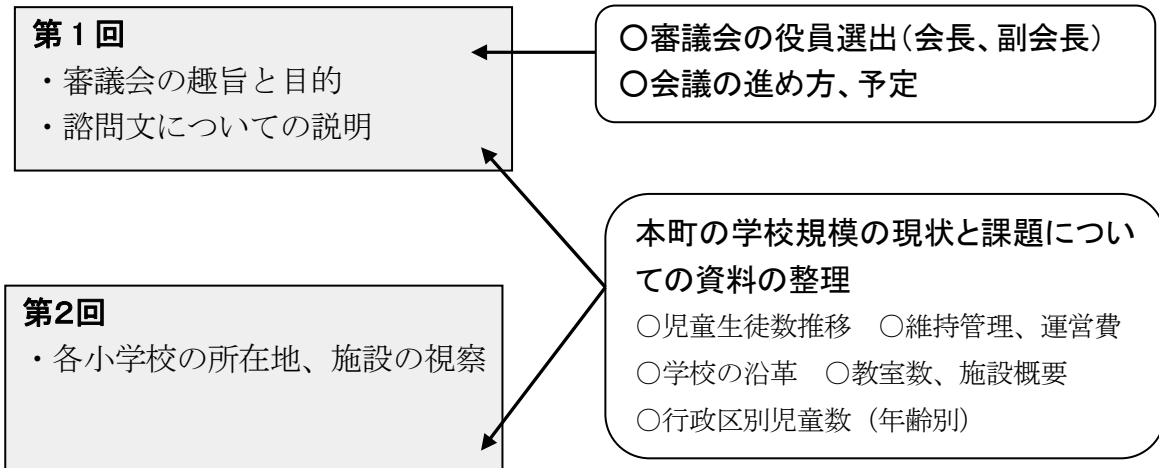 第1回
・審議会の趣旨と目的
・諮問文についての説明
〇審議会の役員選出(会長、副会長)
〇会議の進め方、予定
本町の学校規模の現状と課題につい
ての資料の整理
〇児童生徒数推移　〇維持管理、運営費
〇学校の沿革　〇教室数、施設概要
〇行政区別児童数（年齢別）
第2回
・各小学校の所在地、施設の視察